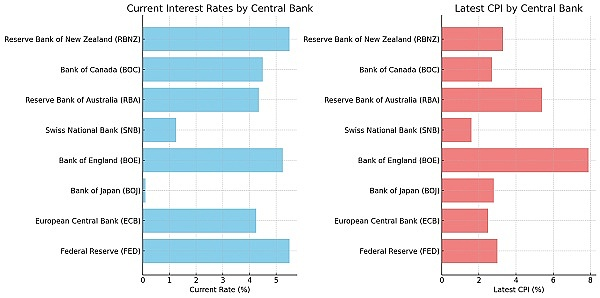 Current Interest Rates by Central Bank
Reserve Bank of New Zealand (RBNZ)
Bank of Canada (BOC)
Reserve Bank of Australia (RBA)
Swiss National Bank (SNB)
Bank of England (BOE)
Bank of Japan (BOJ)
European Central Bank (ECB)
Federal Reserve (FED)
0 1 2 3 4 5
Current Rate (%)
Latest CPI by Central Bank
Reserve Bank of New Zealand (RBNZ)
Bank of Canada (BOC)
Reserve Bank of Australia (RBA)
Swiss National Bank (SNB)
Bank of England (BOE)
Bank of Japan (BOJ)
European Central Bank (ECB)
Federal Reserve (FED)
0 2 4 6 8
Latest CPI (%)